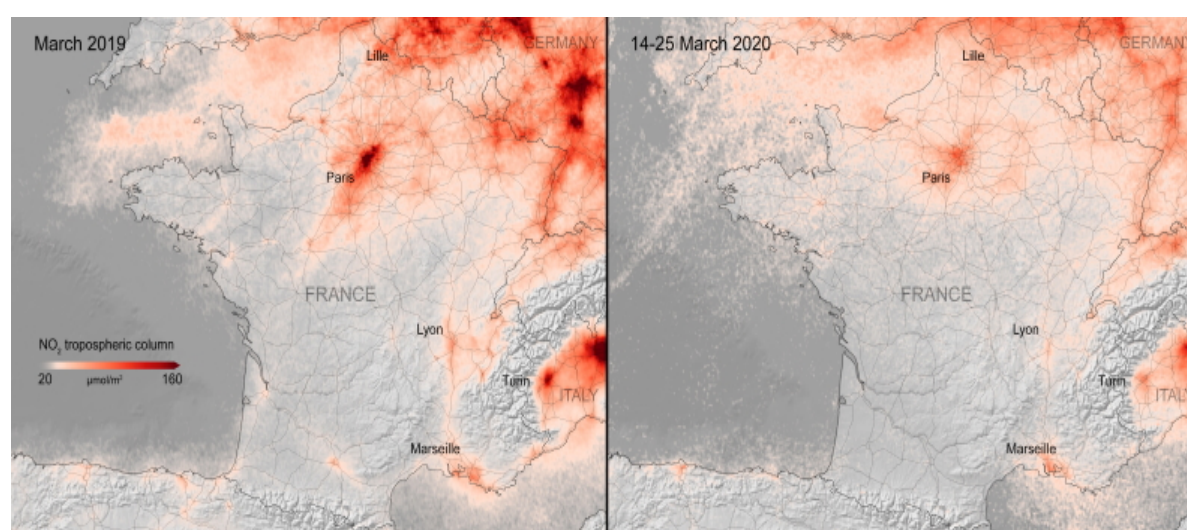 March 2019
Lille
GERMANY
Paris
FRANCE
Lyon
NO₂ tropospheric column
20 µmol/m² 160
Turin
ITALY
Marseille
14-25 March 2020
Lille
GERMANY
Paris
FRANCE
Lyon
Turin
ITALY
Marseille